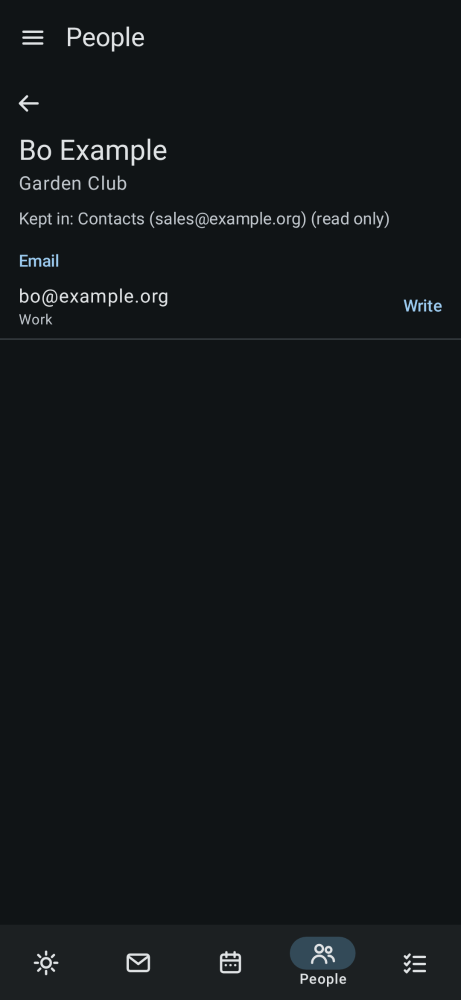 People
Bo Example
Garden Club
Kept in: Contacts (sales@example.org) (read only)
Email
bo@example.org
Write
Work
People